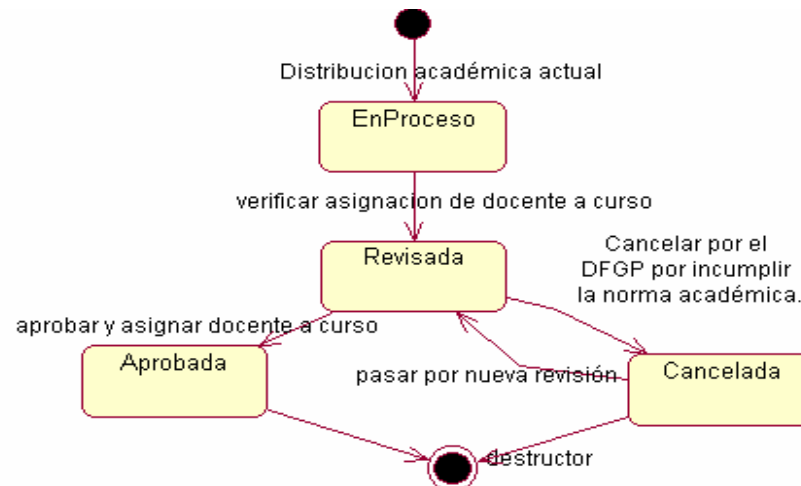 Distribucion académica actual
EnProceso
verificar asignacion de docente a curso
Revisada
Cancelar por el
DFGP por incumplir
la norma académica.
aprobar y asignar docente a curso
Aprobada
pasar por nueva revisión
Cancelada
destructor